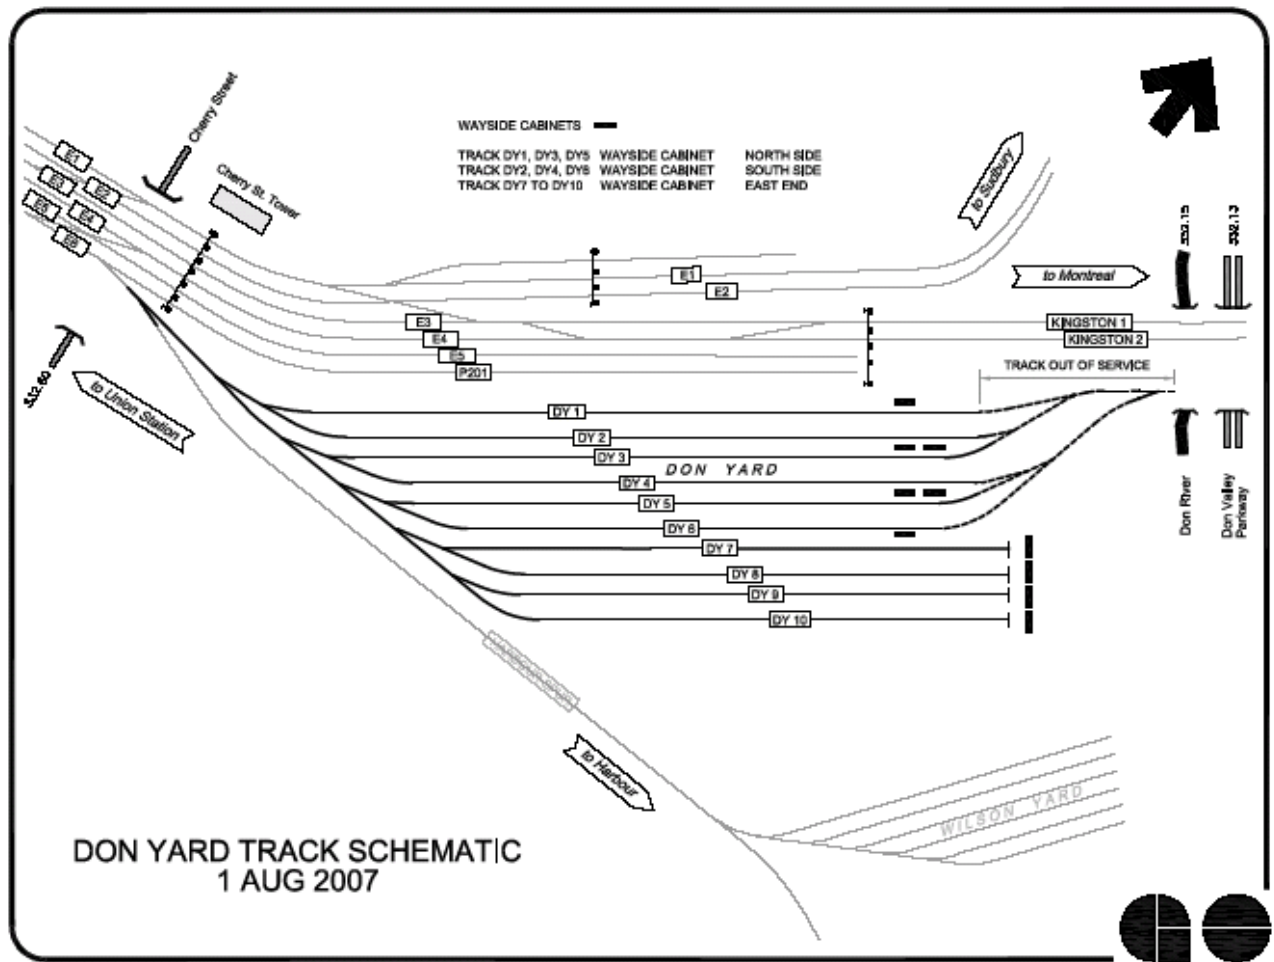 Cherry Street
Cherry St. Tower
E1
E2
E3
E4
E5
E6
332.60
to Union Station
WAYSIDE CABINETS
TRACK DY1, DY3, DY5 WAYSIDE CABINET NORTH SIDE
TRACK DY2, DY4, DY6 WAYSIDE CABINET SOUTH SIDE
TRACK DY7 TO DY10 WAYSIDE CABINET EAST END
to Sudbury
E1
E2
to Montreal
332.15
332.13
E3
E4
E5
P201
KINGSTON 1
KINGSTON 2
TRACK OUT OF SERVICE
DY 1
DY 2
DY 3
DON YARD
DY 4
DY 5
DY 6
DY 7
DY 8
DY 9
DY 10
Don River
Don Valley
Parkway
HARBOUR SPUR
to Harbour
WILSON YARD
DON YARD TRACK SCHEMATIC
1 AUG 2007
GO